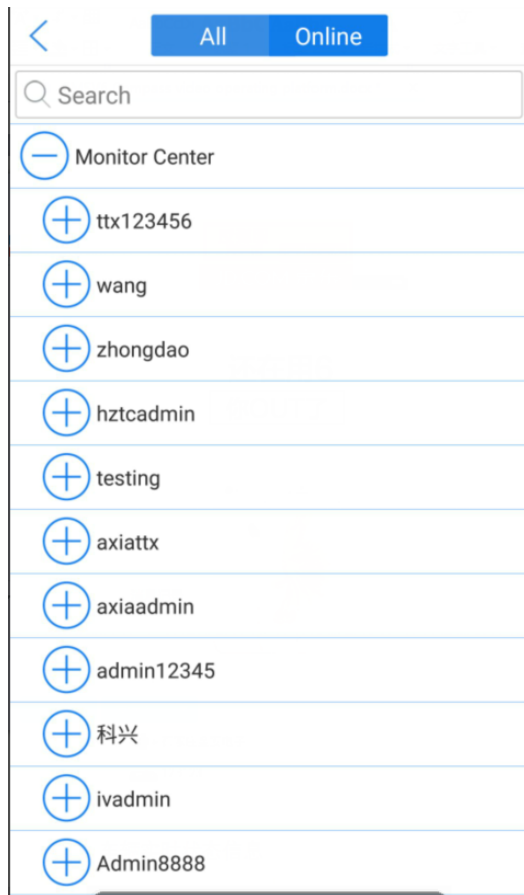 All Online
Search
Monitor Center
ttx123456
wang
zhongdao
hztcadmin
testing
axiattx
axiaadmin
admin12345
科兴
ivadmin
Admin8888